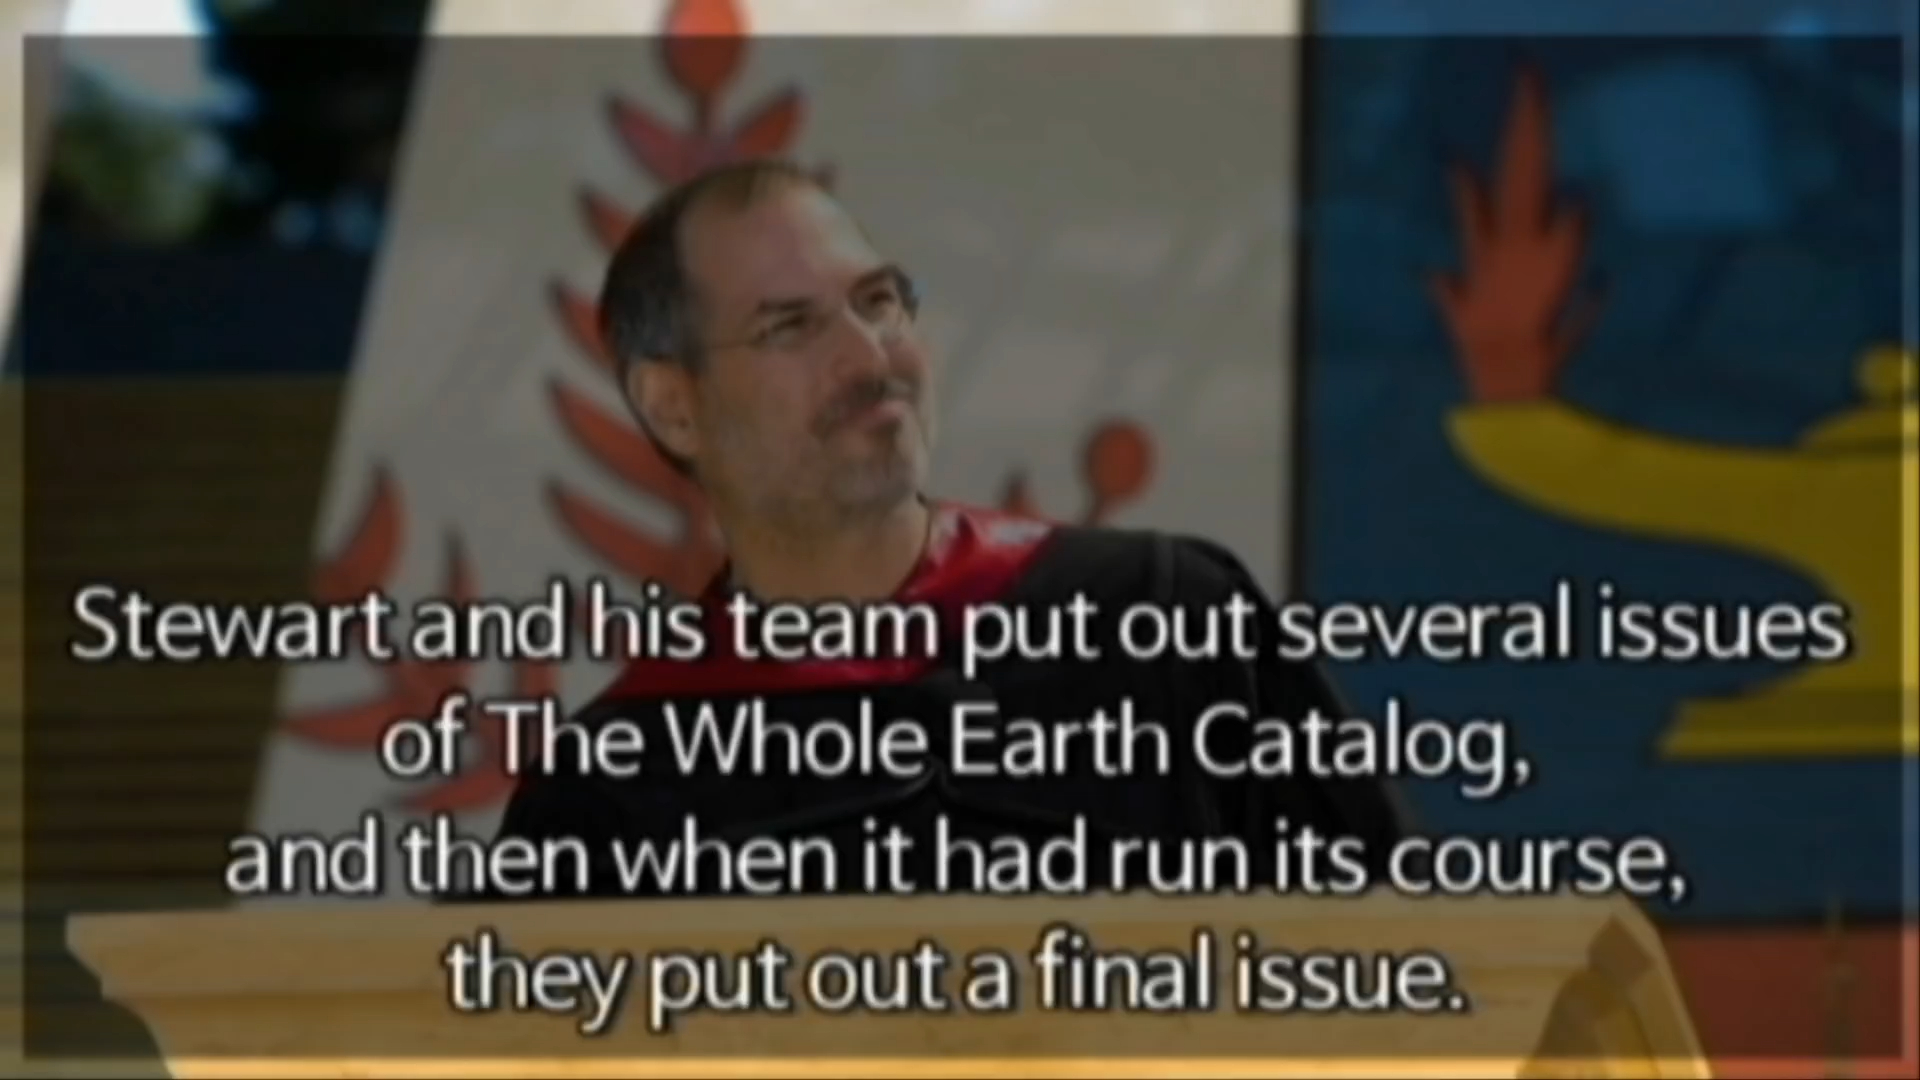 Stewart and his team put out several issues
of The Whole Earth Catalog,
and then when it had run its course,
they put out a final issue.